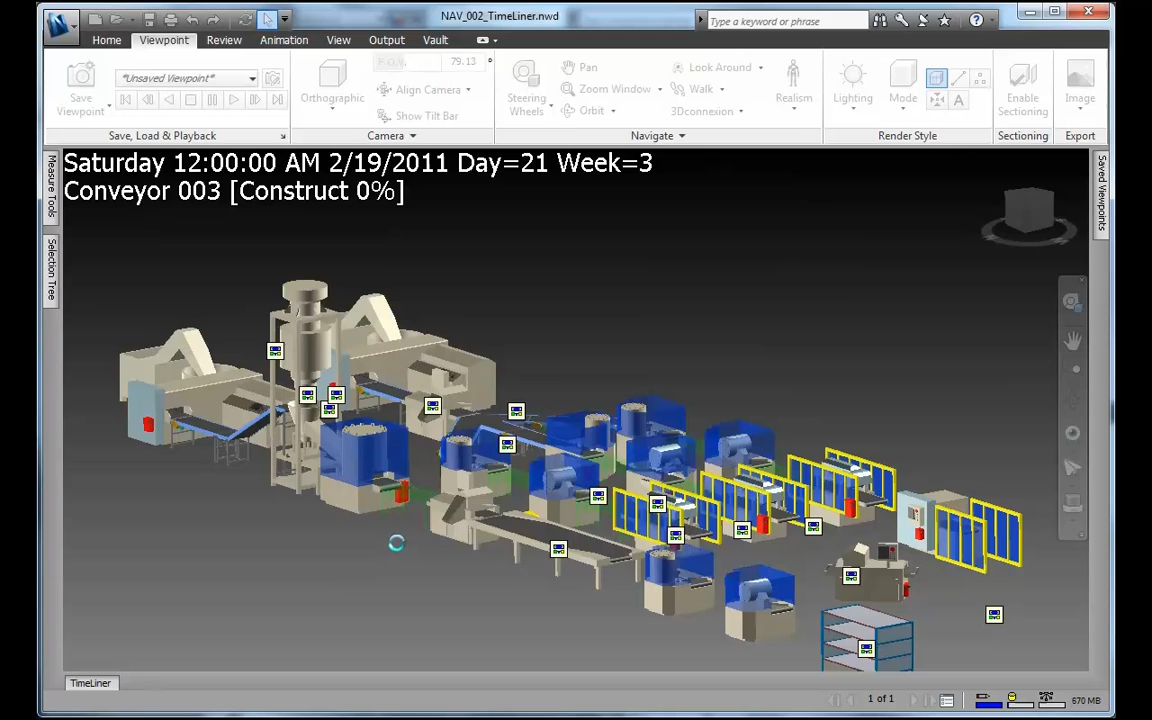 NAV_002_TimeLiner.nwd
Type a keyword or phrase
Home Viewpoint Review Animation View Output Vault
Save Viewpoint
*Unsaved Viewpoint*
Orthographic
F.O.V. 79.13
Align Camera
Show Tilt Bar
Steering Wheels
Pan
Zoom Window
Orbit
Look Around
Walk
3Dconnexion
Realism
Lighting
Mode
A
Enable Sectioning
Image
Save, Load & Playback
Camera
Navigate
Render Style
Sectioning
Export
Measure Tools
Selection Tree
Saved Viewpoints
Saturday 12:00:00 AM 2/19/2011 Day=21 Week=3
Conveyor 003 [Construct 0%]
TimeLiner
1 of 1
670 MB